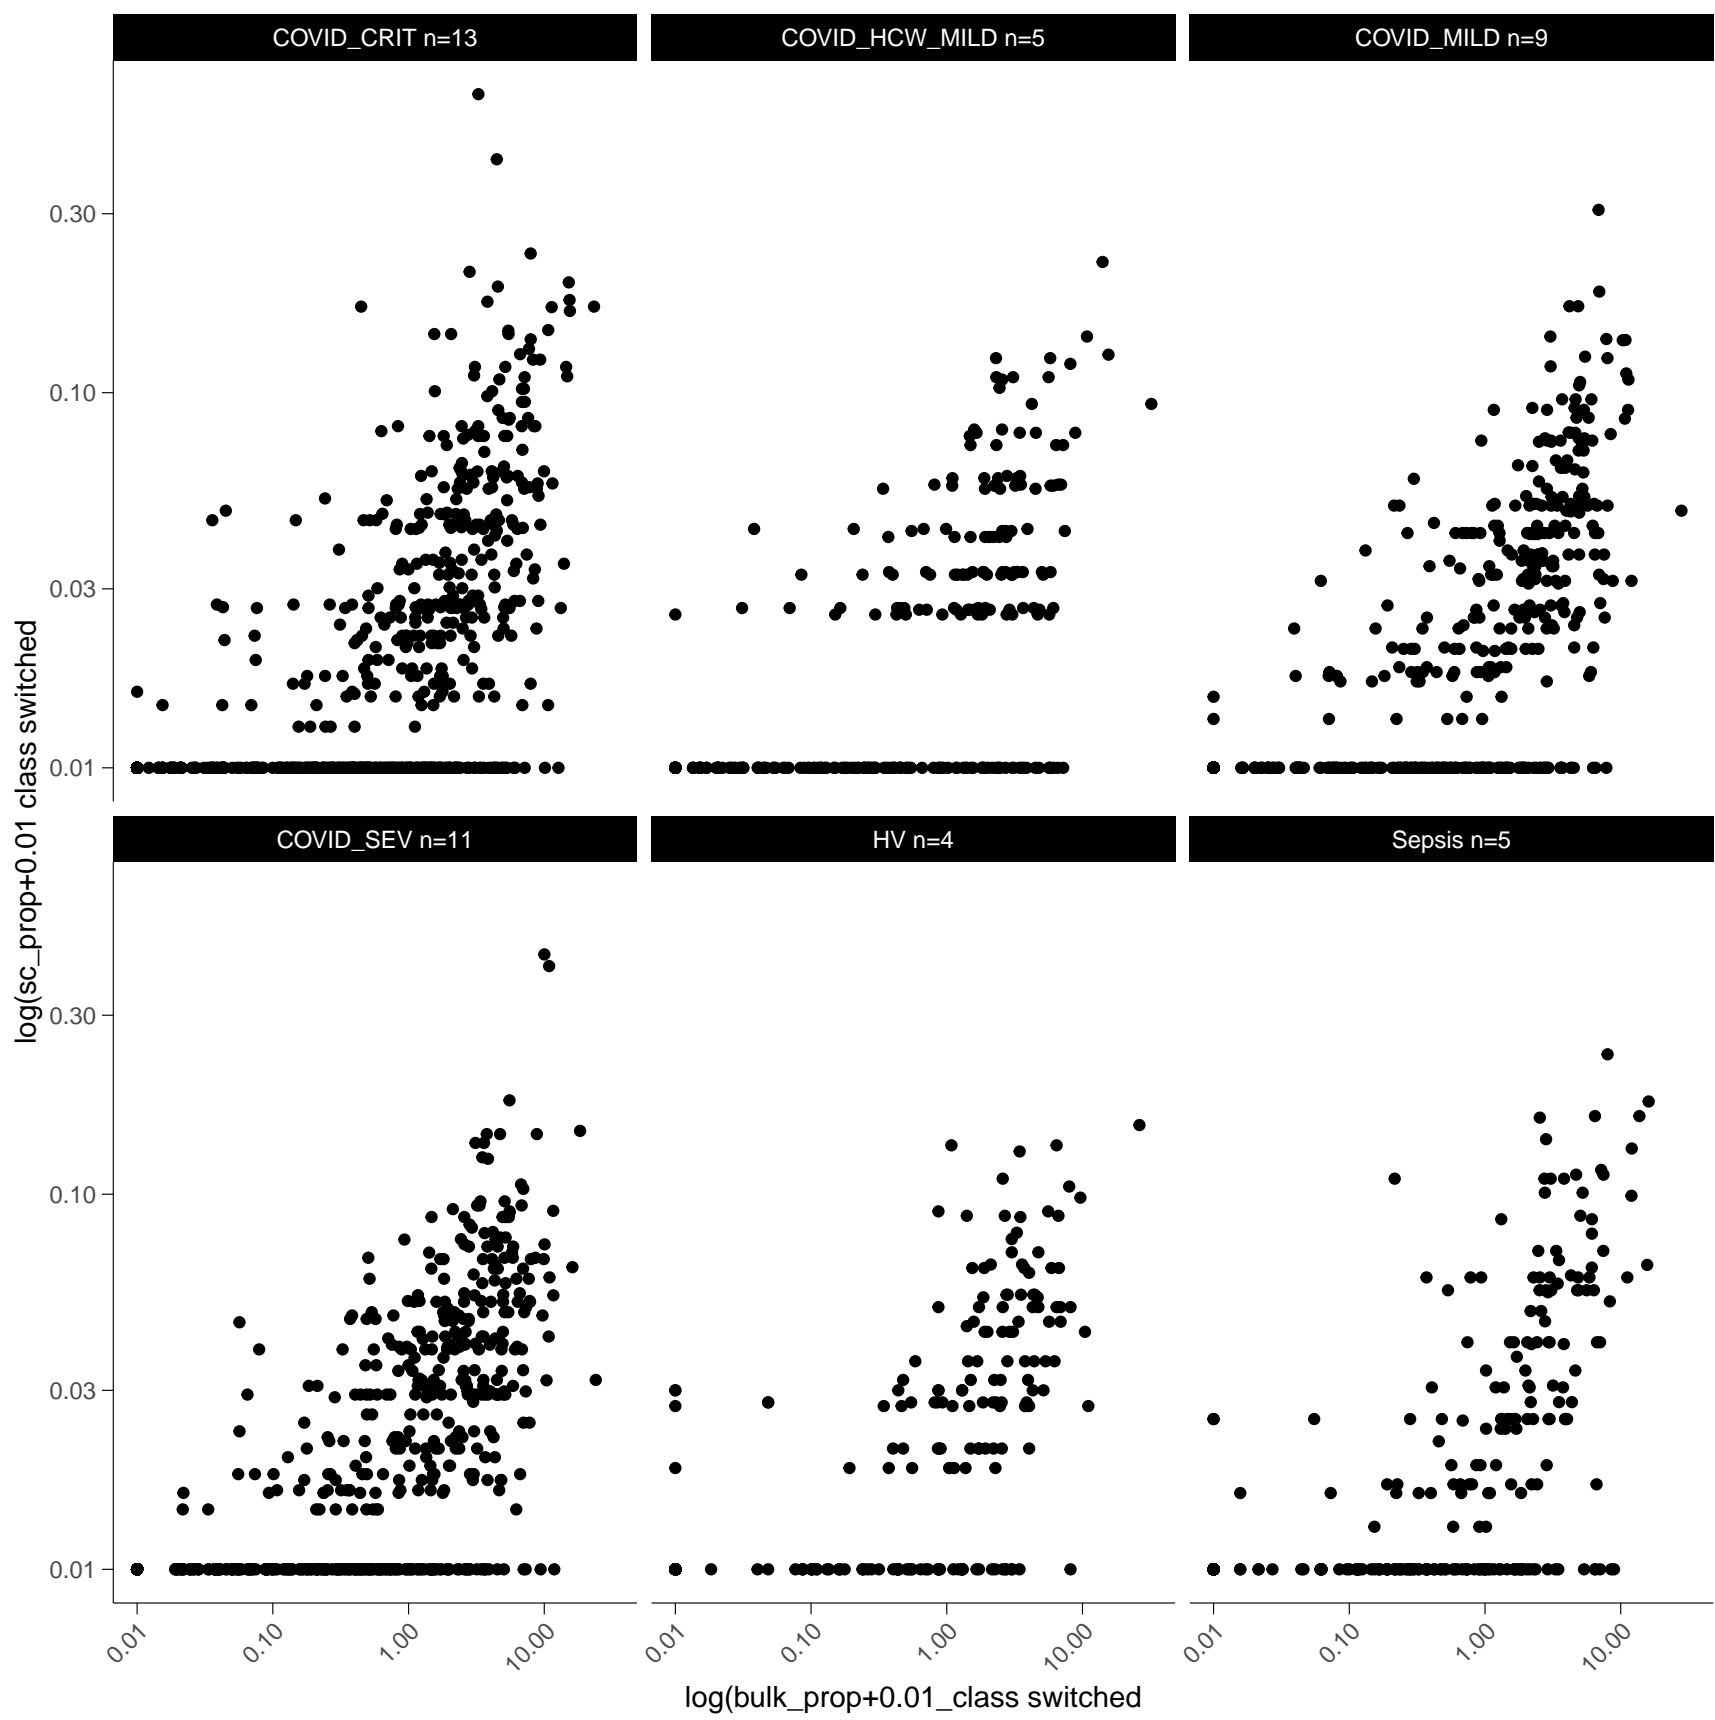 COVID_CRIT n=13
COVID_HCW_MILD n=5
COVID_MILD n=9
0.30
0.10
0.03
0.01
COVID_SEV n=11
HV n=4
Sepsis n=5
0.30
0.10
0.03
0.01
0.01 0.10 1.00 10.00
0.01 0.10 1.00 10.00
0.01 0.10 1.00 10.00
log(sc_prop+0.01 class switched
log(bulk_prop+0.01_class switched